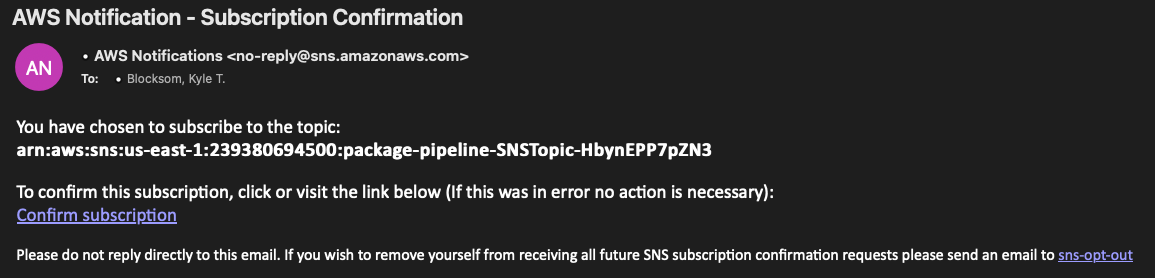 AWS Notification - Subscription Confirmation
AN
• AWS Notifications <no-reply@sns.amazonaws.com>
To: • Blocksom, Kyle T.
You have chosen to subscribe to the topic:
arn:aws:sns:us-east-1:239380694500:package-pipeline-SNSTopic-HbynEPP7pZN3
To confirm this subscription, click or visit the link below (If this was in error no action is necessary):
Confirm subscription
Please do not reply directly to this email. If you wish to remove yourself from receiving all future SNS subscription confirmation requests please send an email to sns-opt-out